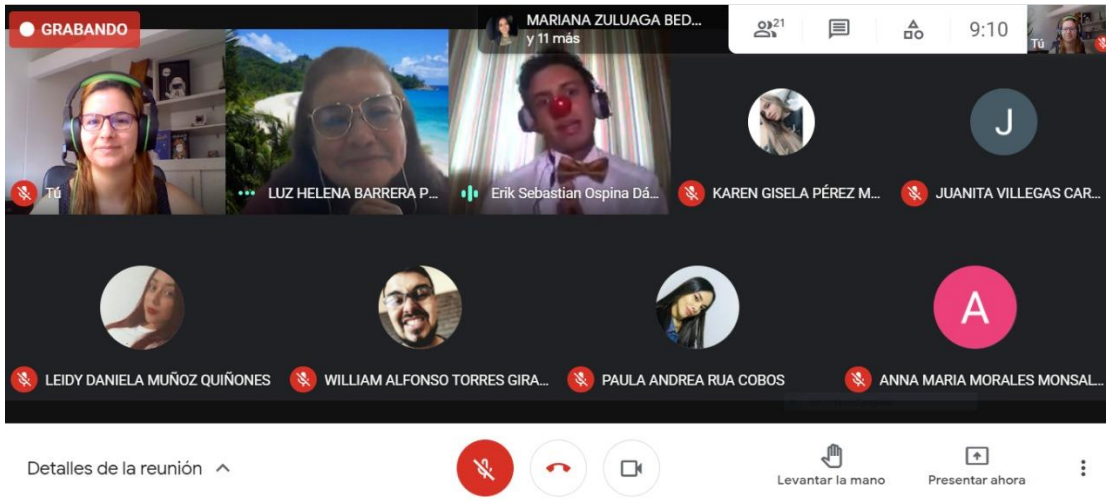 GRABANDO
MARIANA ZULUAGA BED...
y 11 más
21
9:10
Tú
Tú
LUZ HELENA BARRERA P...
Erik Sebastian Ospina Dá...
KAREN GISELA PÉREZ M...
J
JUANITA VILLEGAS CAR...
LEIDY DANIELA MUÑOZ QUIÑONES
WILLIAM ALFONSO TORRES GIRA...
PAULA ANDREA RUA COBOS
A
ANNA MARIA MORALES MONSAL...
Detalles de la reunión
Levantar la mano
Presentar ahora